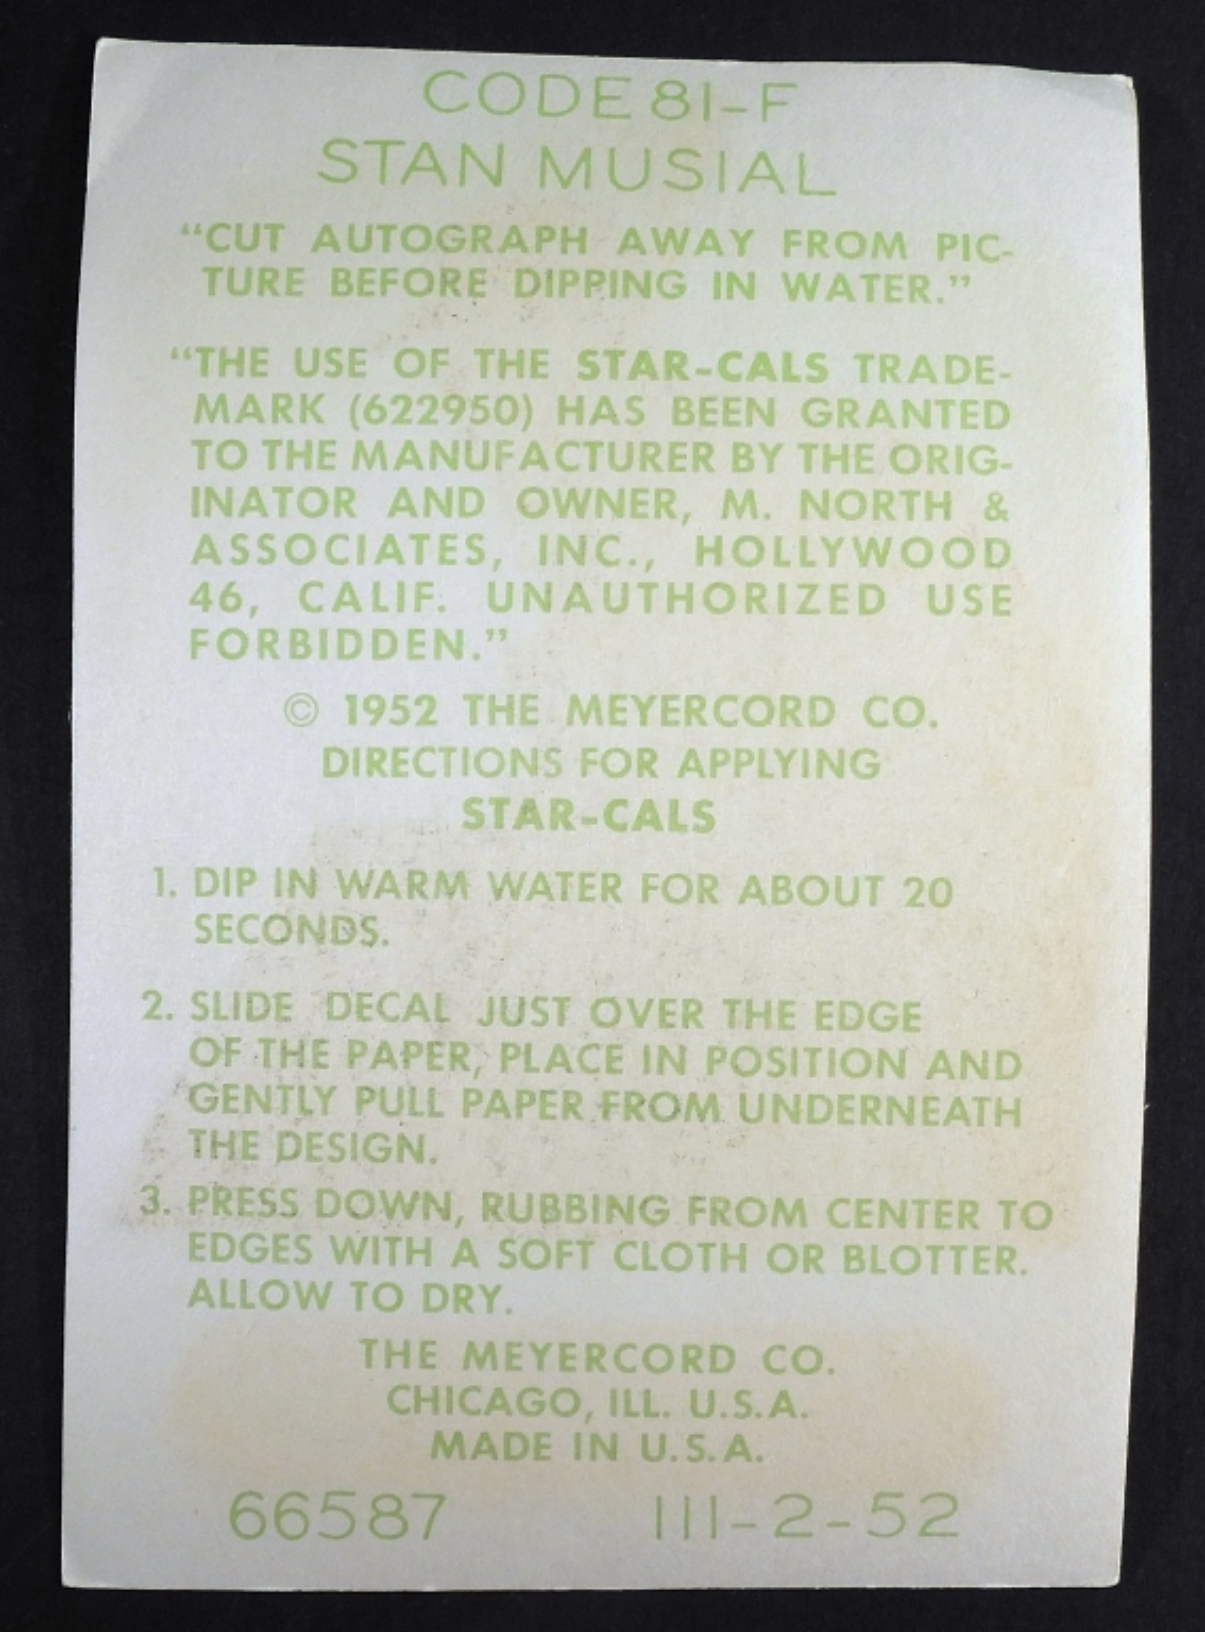 CODE 81-F
STAN MUSIAL
“CUT AUTOGRAPH AWAY FROM PIC-
TURE BEFORE DIPPING IN WATER.”
“THE USE OF THE STAR-CALS TRADE-
MARK (622950) HAS BEEN GRANTED
TO THE MANUFACTURER BY THE ORIG-
INATOR AND OWNER, M. NORTH &
ASSOCIATES, INC., HOLLYWOOD
46, CALIF. UNAUTHORIZED USE
FORBIDDEN.”
© 1952 THE MEYERCORD CO.
DIRECTIONS FOR APPLYING
STAR-CALS
1. DIP IN WARM WATER FOR ABOUT 20
SECONDS.
2. SLIDE DECAL JUST OVER THE EDGE
OF THE PAPER, PLACE IN POSITION AND
GENTLY PULL PAPER FROM UNDERNEATH
THE DESIGN.
3. PRESS DOWN, RUBBING FROM CENTER TO
EDGES WITH A SOFT CLOTH OR BLOTTER.
ALLOW TO DRY.
THE MEYERCORD CO.
CHICAGO, ILL. U.S.A.
MADE IN U.S.A.
66587 111-2-52